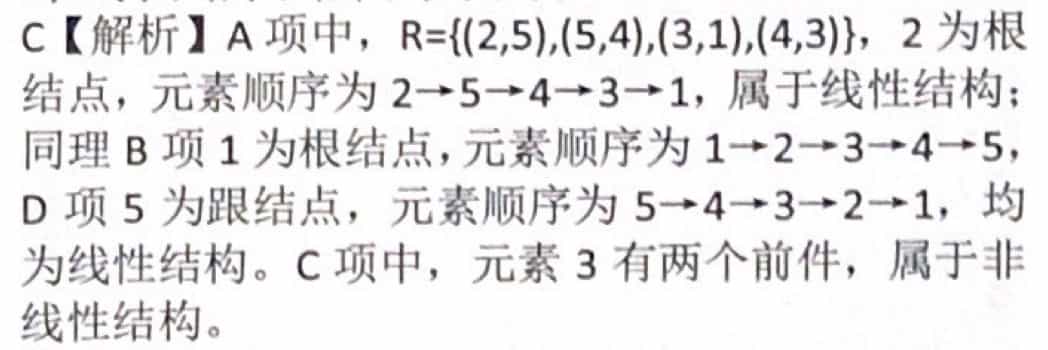 C【解析】A 项中，R={(2,5),(5,4),(3,1),(4,3)}，2 为根
结点，元素顺序为 2→5→4→3→1，属于线性结构；
同理 B 项 1 为根结点，元素顺序为 1→2→3→4→5，
D 项 5 为跟结点，元素顺序为 5→4→3→2→1，均
为线性结构。C 项中，元素 3 有两个前件，属于非
线性结构。